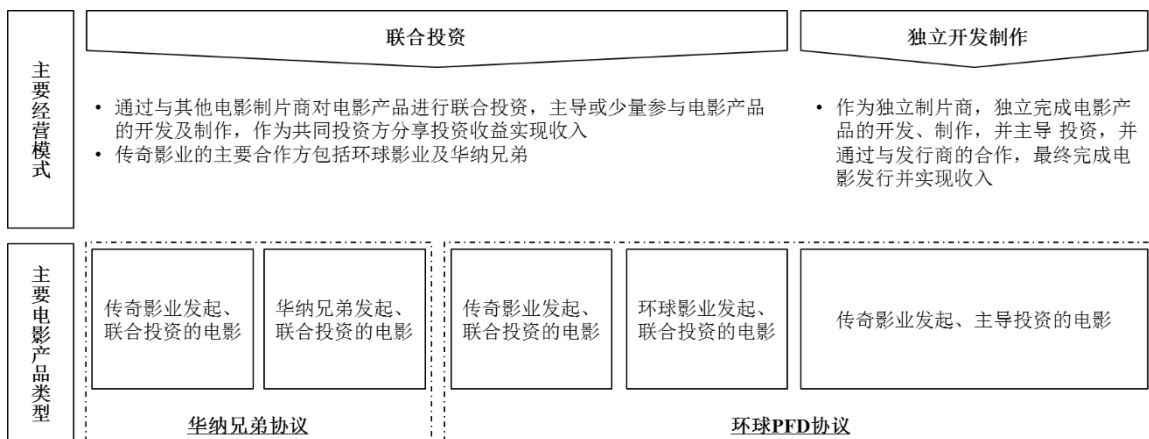 主要经营模式
联合投资
独立开发制作
• 通过与其他电影制片商对电影产品进行联合投资，主导或少量参与电影产品
的开发及制作，作为共同投资方分享投资收益实现收入
• 传奇影业的主要合作方包括环球影业及华纳兄弟
• 作为独立制片商，独立完成电影产
品的开发、制作，并主导 投资，并
通过与发行商的合作，最终完成电
影发行并实现收入
主要电影产品类型
传奇影业发起、
联合投资的电影
华纳兄弟发起、
联合投资的电影
传奇影业发起、
联合投资的电影
环球影业发起、
联合投资的电影
传奇影业发起、主导投资的电影
华纳兄弟协议
环球PFD协议